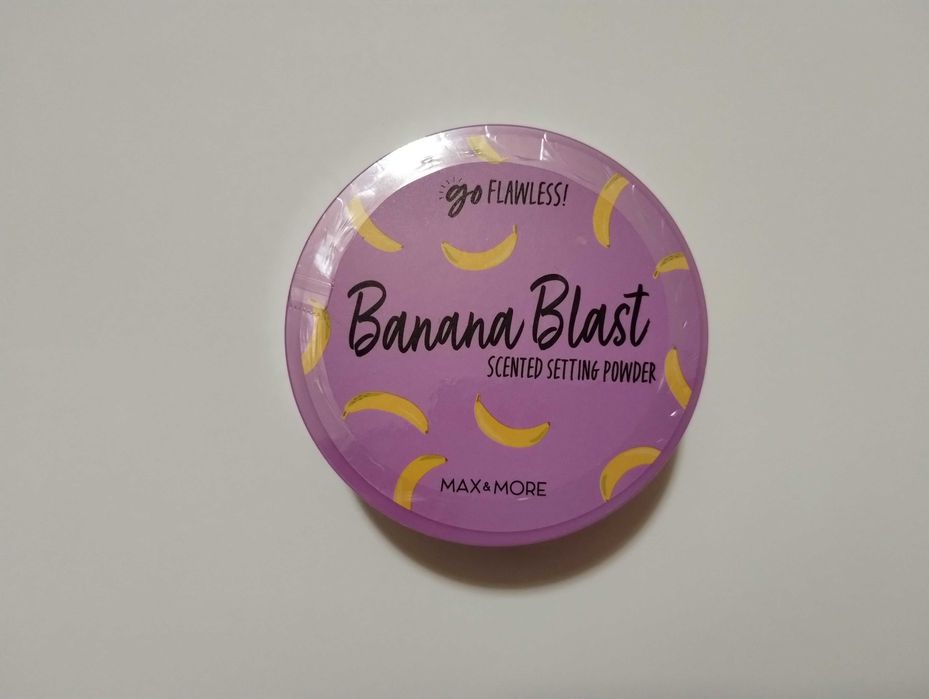 go FLAWLESS!
Banana Blast
SCENTED SETTING POWDER
MAX&MORE